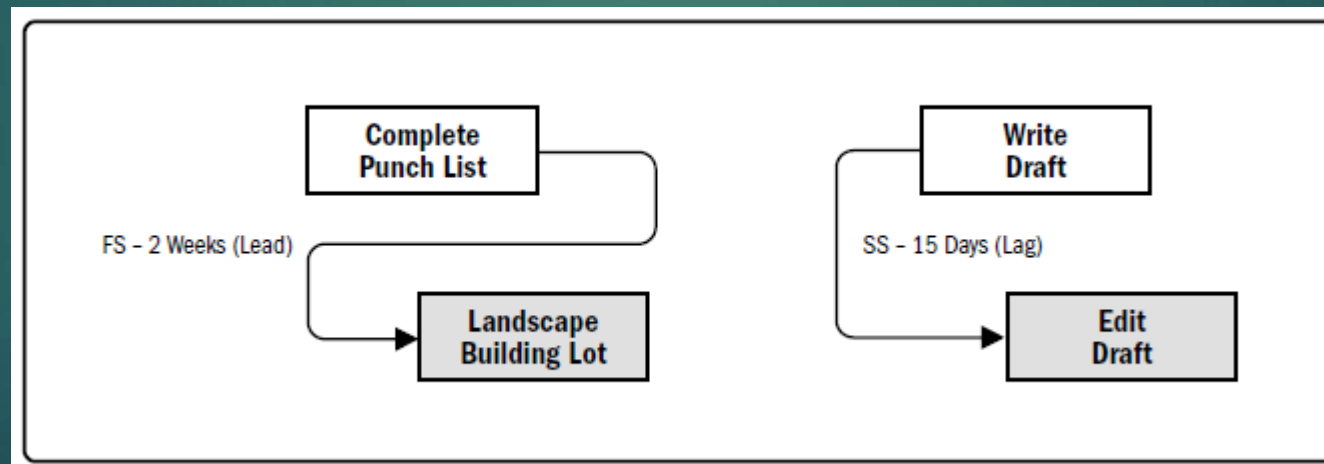 Complete
Punch List
Write
Draft
FS – 2 Weeks (Lead)
SS – 15 Days (Lag)
Landscape
Building Lot
Edit
Draft